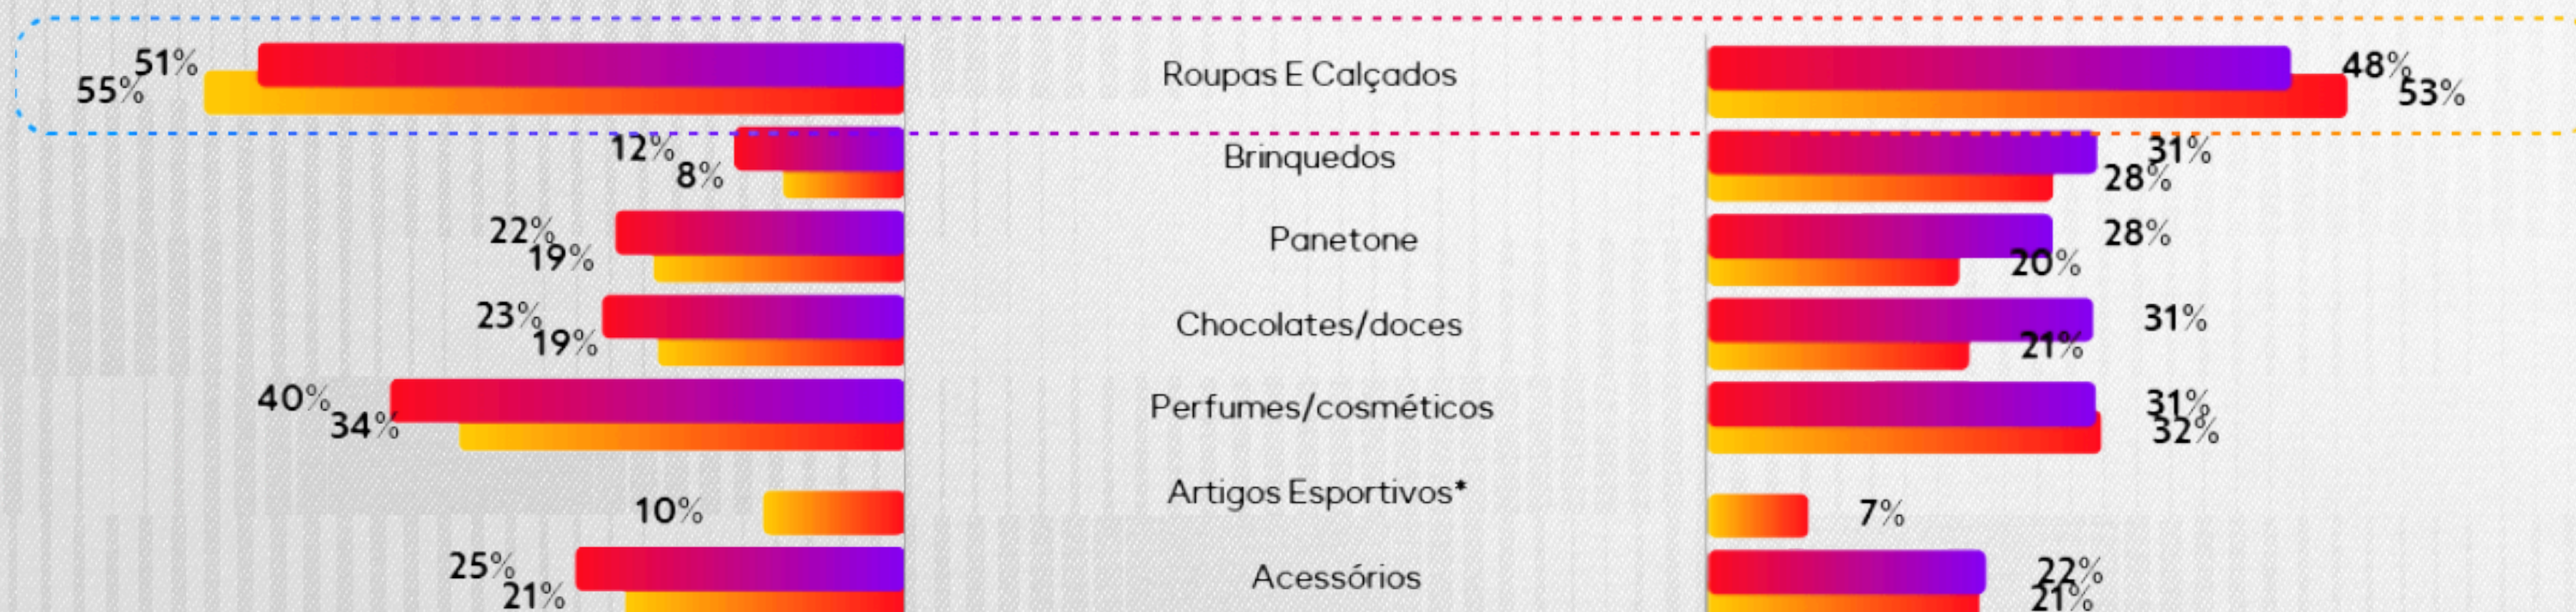 51% Roupas E Calçados 48%
55% 53%
12% Brinquedos 31%
8% 28%
22% Panetone 28%
19% 20%
23% Chocolates/doces 31%
19% 21%
40% Perfumes/cosméticos 31%
34% 32%
Artigos Esportivos*
10% 7%
25% Acessórios 22%
21% 21%